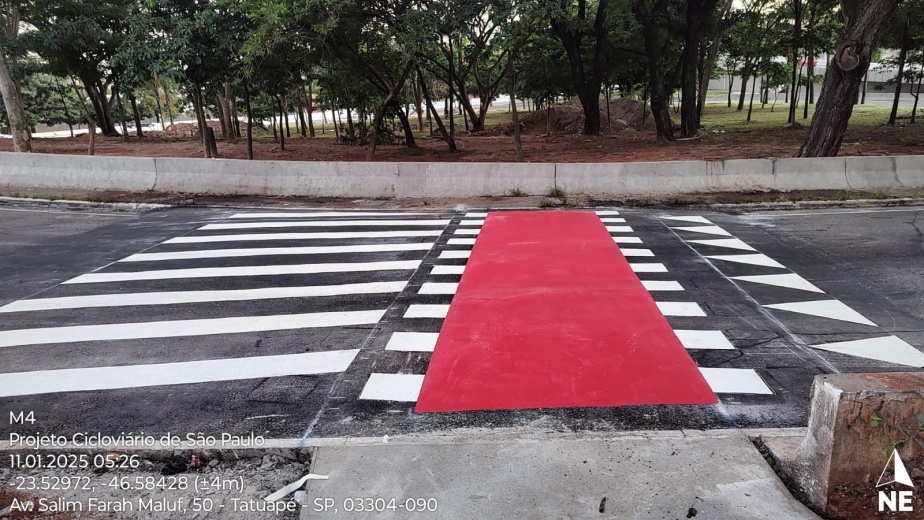 M4
Projeto Cicloviário de São Paulo
11.01.2025 05:26
-23.52972, -46.58428 (±4m)
Av. Salim Farah Maluf, 50 - Tatuapé - SP, 03304-090
NE